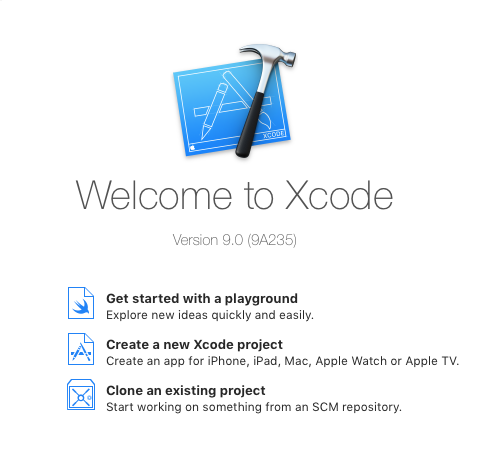 XCODE
Welcome to Xcode
Version 9.0 (9A235)
Get started with a playground
Explore new ideas quickly and easily.
Create a new Xcode project
Create an app for iPhone, iPad, Mac, Apple Watch or Apple TV.
Clone an existing project
Start working on something from an SCM repository.